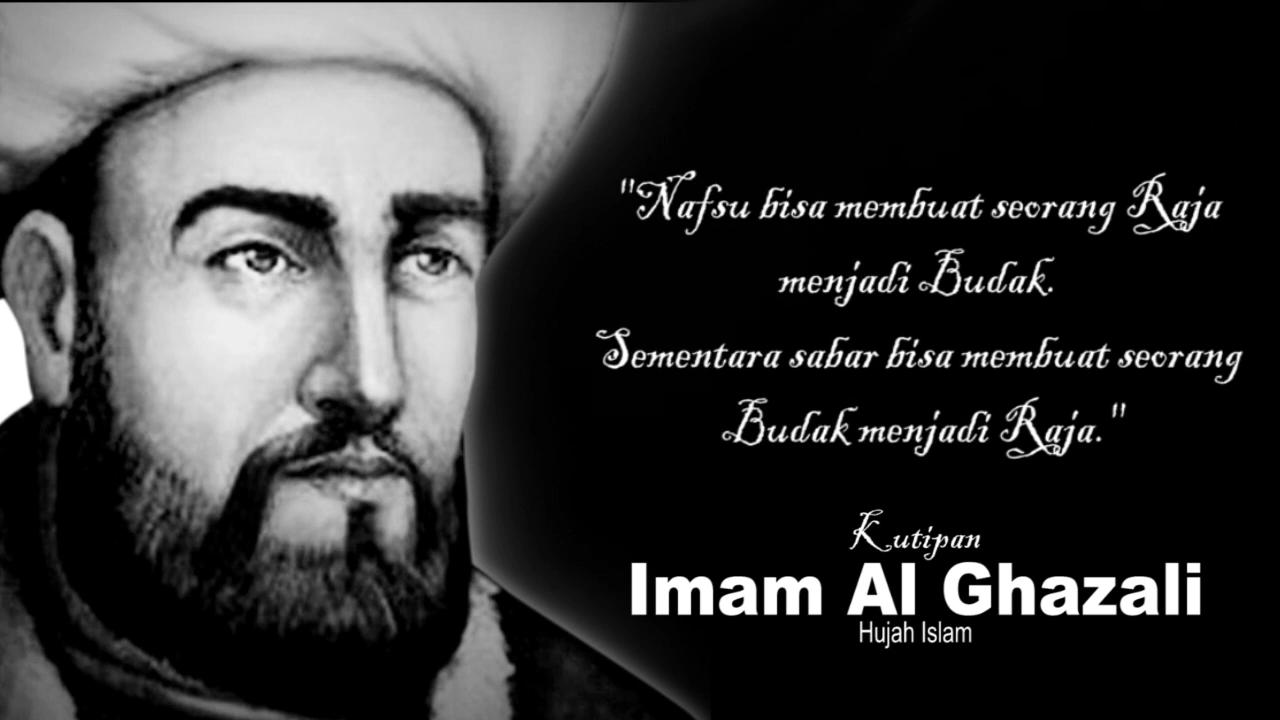 "Nafsu bisa membuat seorang Raja
menjadi Budak.
Sementara sabar bisa membuat seorang
Budak menjadi Raja."
Kutipan
Imam Al Ghazali
Hujah Islam